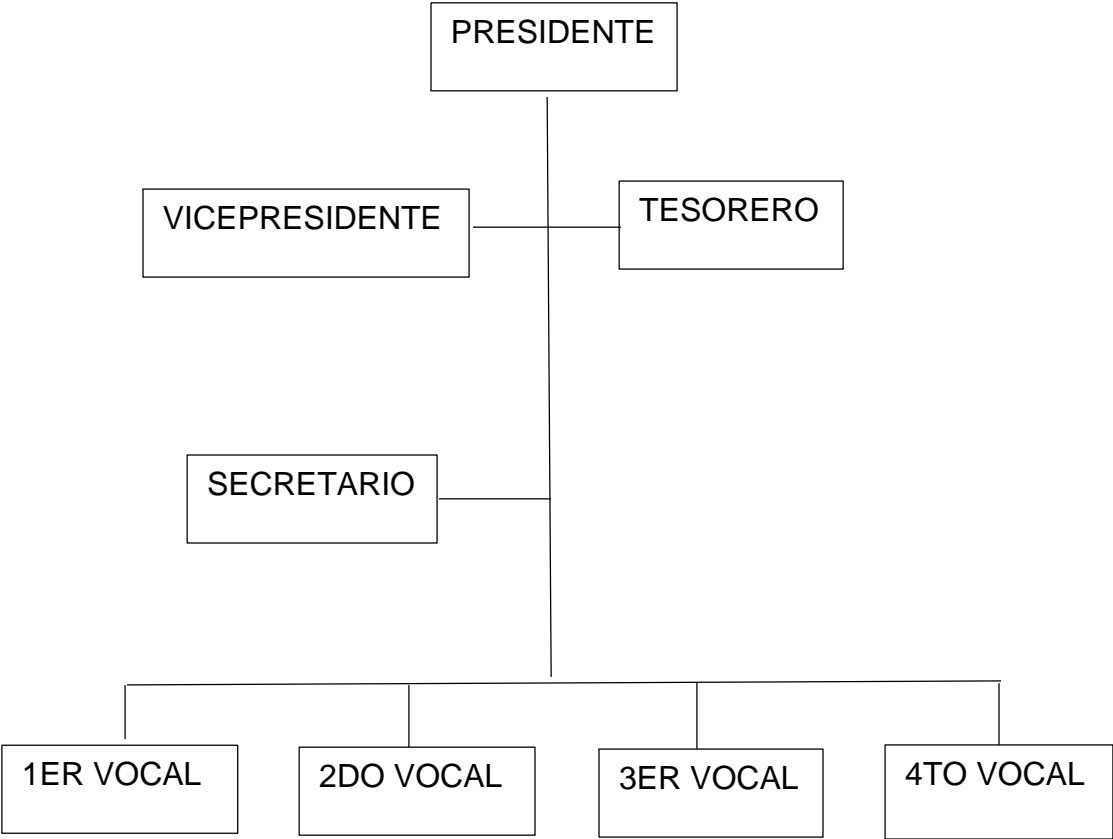 PRESIDENTE
VICEPRESIDENTE
TESORERO
SECRETARIO
1ER VOCAL
2DO VOCAL
3ER VOCAL
4TO VOCAL